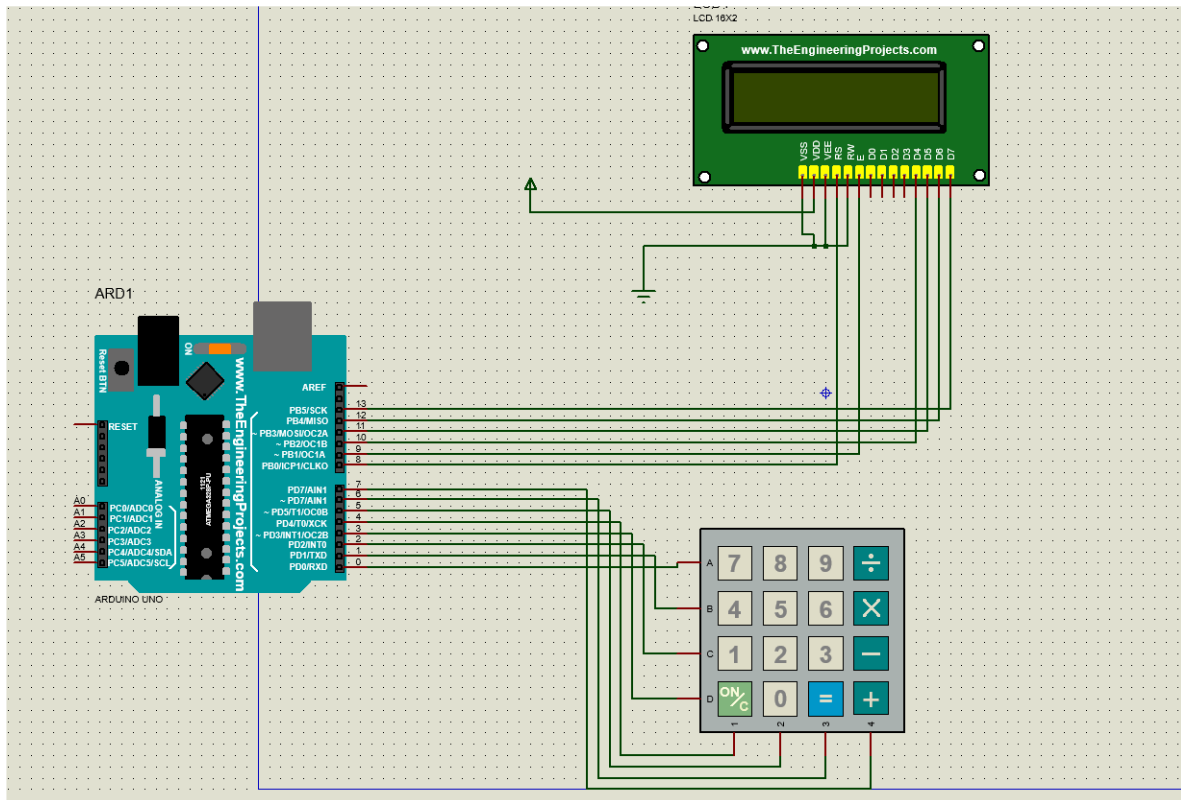 LCD 16X2
www.TheEngineeringProjects.com
VSS
VDD
VEE
RS
RW
E
D0
D1
D2
D3
D4
D5
D6
D7
ARD1
Reset BTN
ON
www.TheEngineeringProjects.com
AREF
PB5/SCK 13
PB4/MISO 12
~ PB3/MOSI/OC2A 11
~ PB2/OC1B 10
~ PB1/OC1A 9
PB0/ICP1/CLKO 8
RESET
1121
ATMEGA328P-PU
ANALOG IN
PD7/AIN1 7
~ PD7/AIN1 6
~ PD5/T1/OC0B 5
PD4/T0/XCK 4
~ PD3/INT1/OC2B 3
PD2/INT0 2
PD1/TXD 1
PD0/RXD 0
A0 PC0/ADC0
A1 PC1/ADC1
A2 PC2/ADC2
A3 PC3/ADC3
A4 PC4/ADC4/SDA
A5 PC5/ADC5/SCL
ARDUINO UNO
A 7 8 9 ÷
B 4 5 6 ×
C 1 2 3 −
D ON/C 0 = +
1 2 3 4